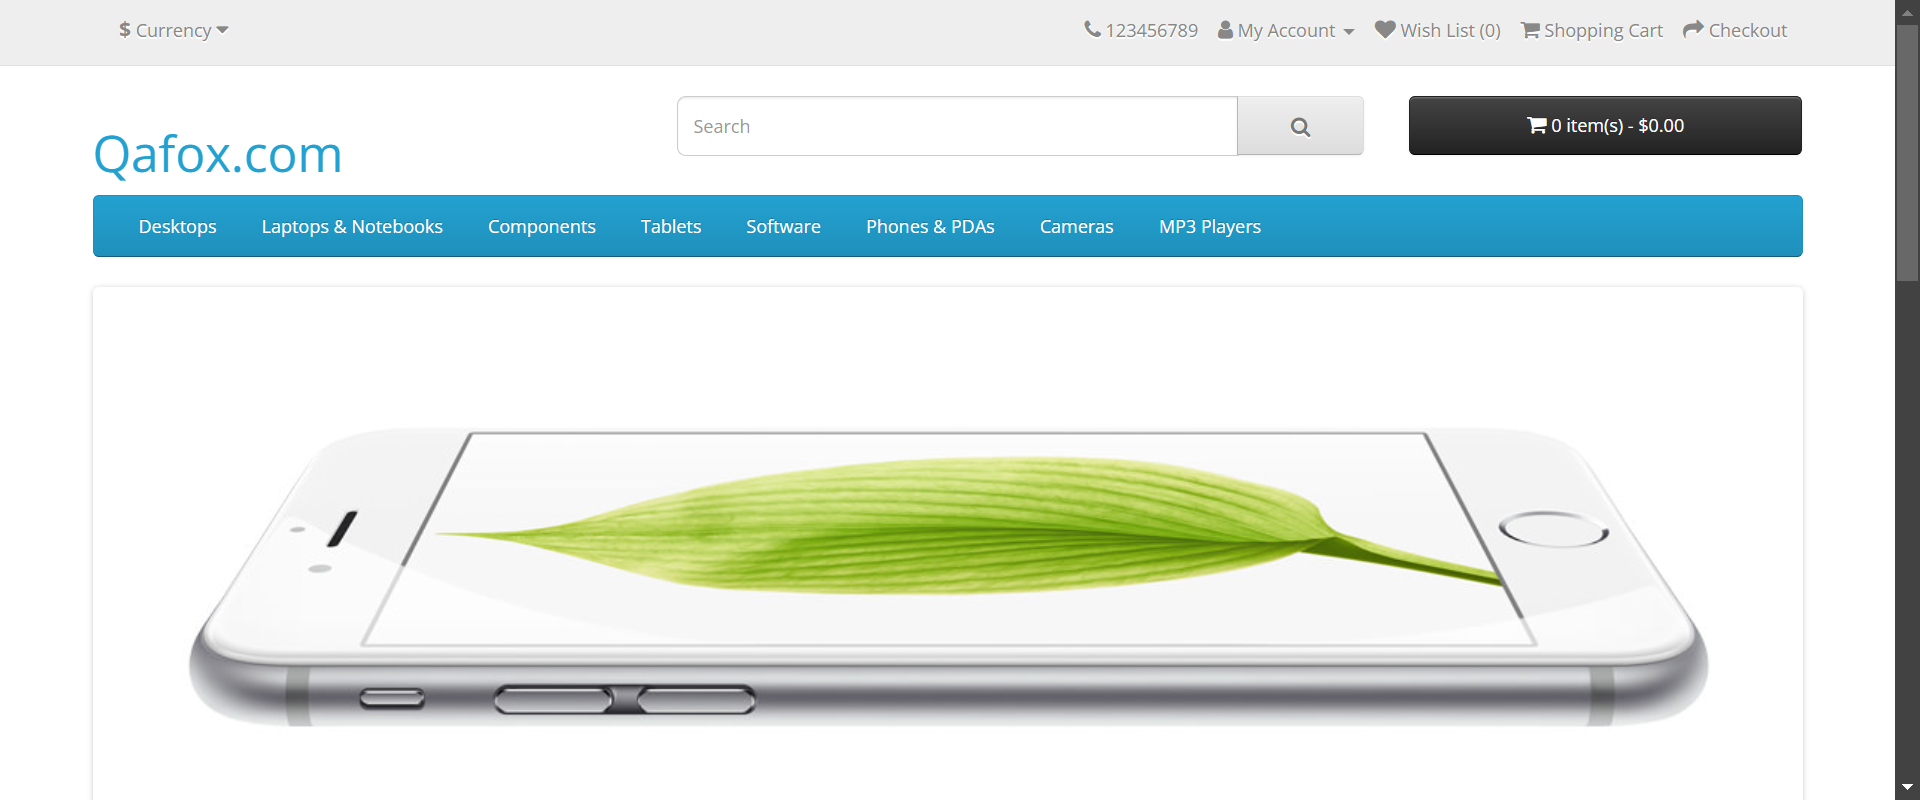 $ Currency
123456789 My Account Wish List (0) Shopping Cart Checkout
Qafox.com
Search
0 item(s) - $0.00
Desktops Laptops & Notebooks Components Tablets Software Phones & PDAs Cameras MP3 Players